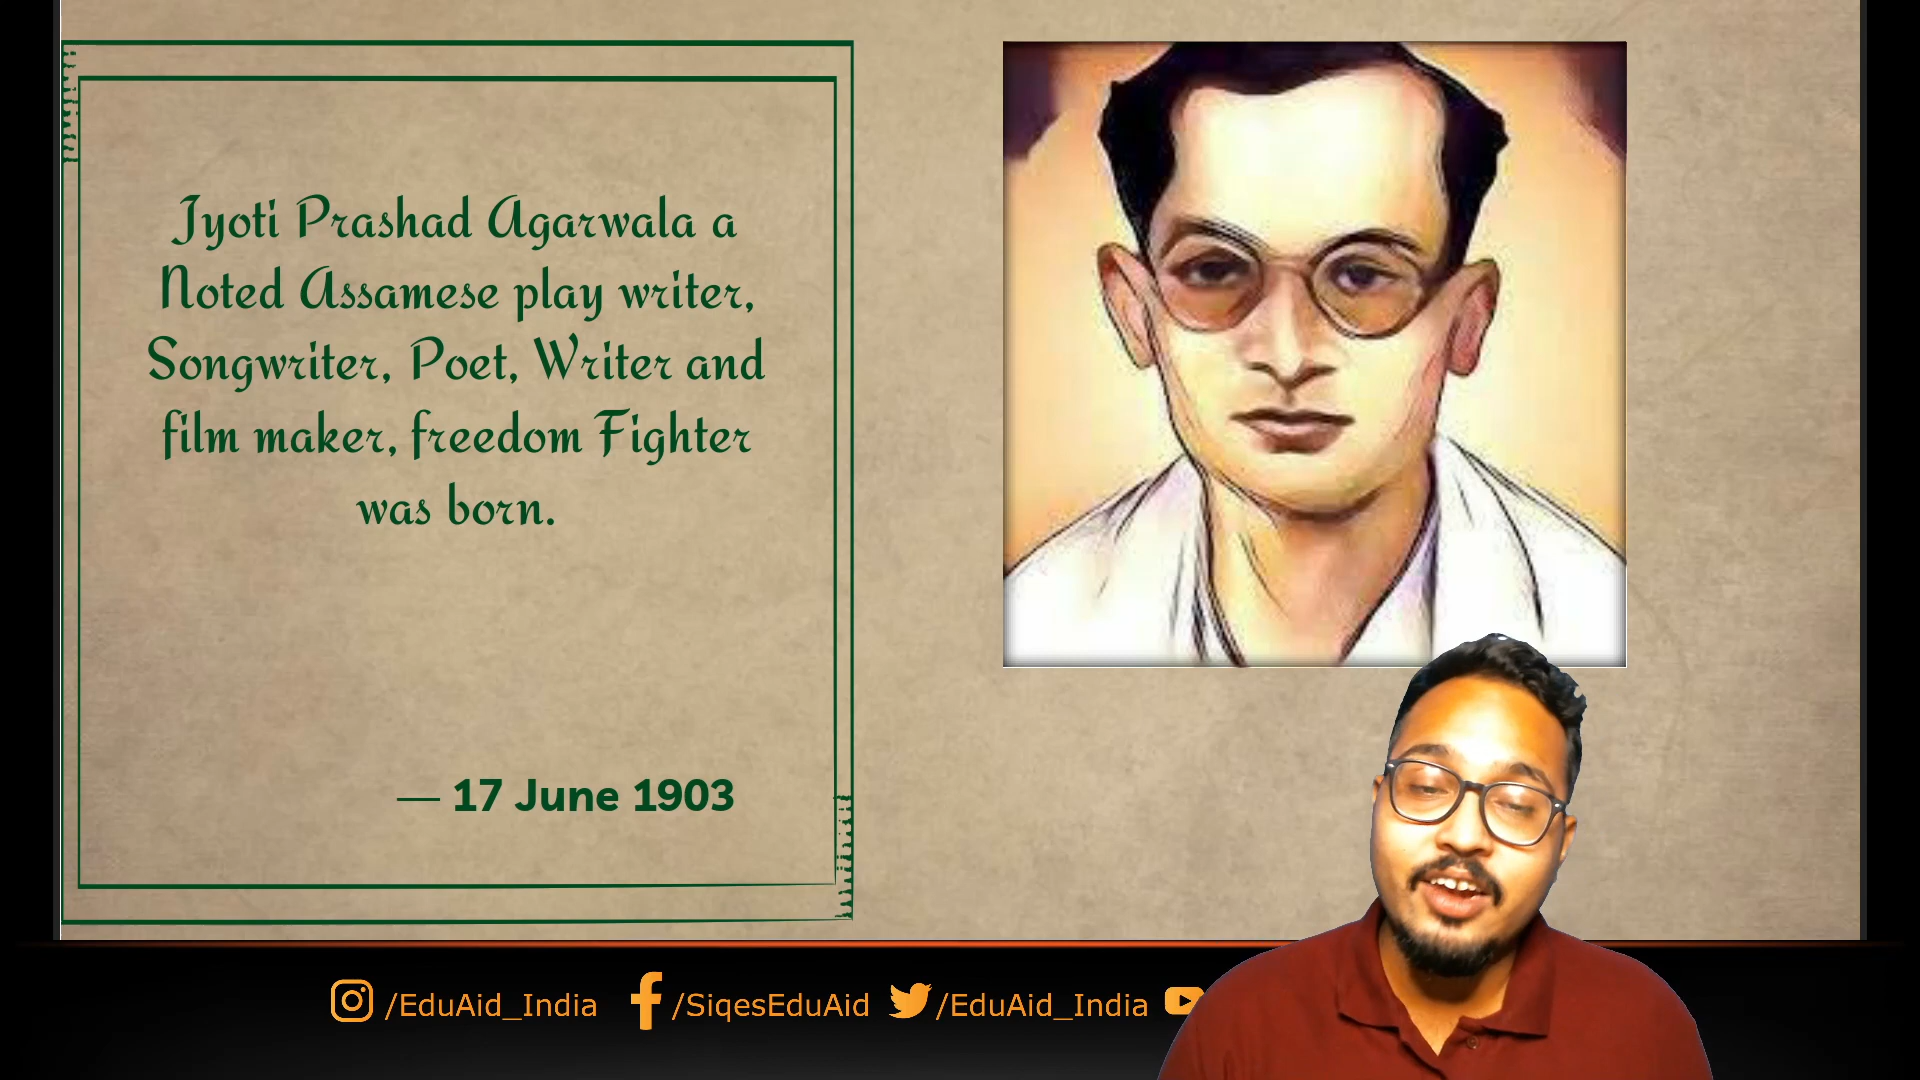 Jyoti Prashad Agarwala a
Noted Assamese play writer,
Songwriter, Poet, Writer and
film maker, freedom Fighter
was born.
— 17 June 1903
/EduAid_India /SiqesEduAid /EduAid_India